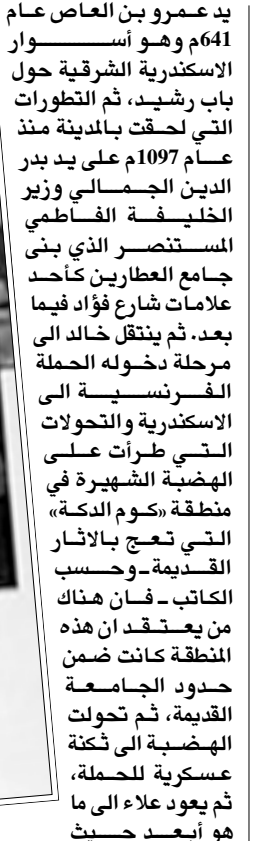 يد عمرو بن العاص عام
641م وهو أسوار
الاسكندرية الشرقية حول
باب رشيد، ثم التطورات
التي لحقت بالمدينة منذ
عام 1097م على يد بدر
الدين الجمالي وزير
الخليفة الفاطمي
المستنصر الذي بنى
جامع العطارين كأحد
علامات شارع فؤاد فيما
بعد. ثم ينتقل خالد الى
مرحلة دخوله الحملة
الفرنسية الى
الاسكندرية والتحولات
التي طرأت على
الهضبة الشهيرة في
منطقة «كوم الدكة»
التي تعج بالاثار
القديمة ـ وحسب
الكاتب ـ فان هناك
من يعتقد ان هذه
المنطقة كانت ضمن
حدود الجامعة
القديمة، ثم تحولت
الهضبة الى ثكنة
عسكرية للحملة،
ثم يعود علاء الى ما
هو أبعد حيث